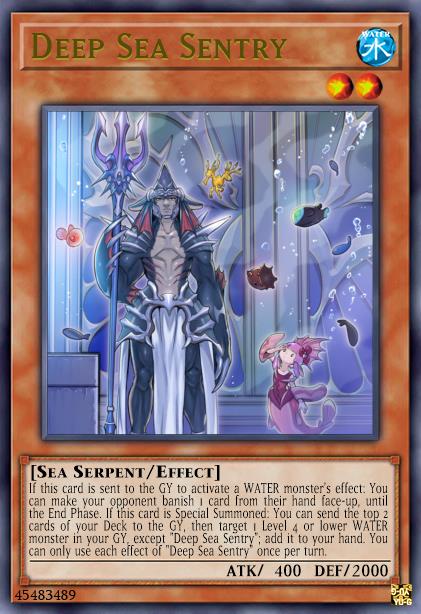 Deep Sea Sentry
WATER
水
[Sea Serpent/Effect]
If this card is sent to the GY to activate a WATER monster's effect: You
can make your opponent banish 1 card from their hand face-up, until
the End Phase. If this card is Special Summoned: You can send the top 2
cards of your Deck to the GY, then target 1 Level 4 or lower WATER
monster in your GY, except "Deep Sea Sentry"; add it to your hand. You
can only use each effect of "Deep Sea Sentry" once per turn.
ATK/ 400 DEF/2000
45483489